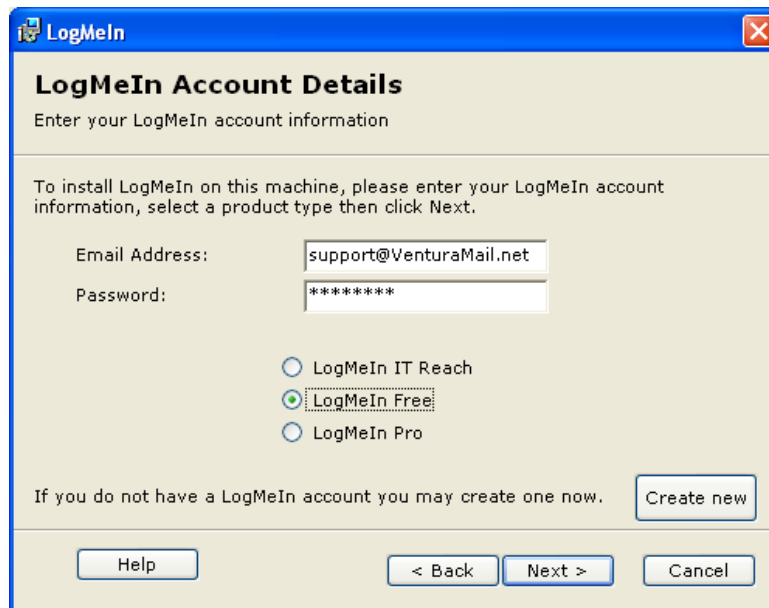 LogMeIn
LogMeIn Account Details
Enter your LogMeIn account information
To install LogMeIn on this machine, please enter your LogMeIn account
information, select a product type then click Next.
Email Address: support@VenturaMail.net
Password: ********
LogMeIn IT Reach
LogMeIn Free
LogMeIn Pro
If you do not have a LogMeIn account you may create one now. Create new
Help < Back Next > Cancel